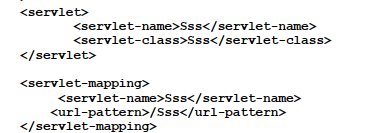 <servlet>
<servlet-name>Sss</servlet-name>
<servlet-class>Sss</servlet-class>
</servlet>
<servlet-mapping>
<servlet-name>Sss</servlet-name>
<url-pattern>/Sss</url-pattern>
</servlet-mapping>